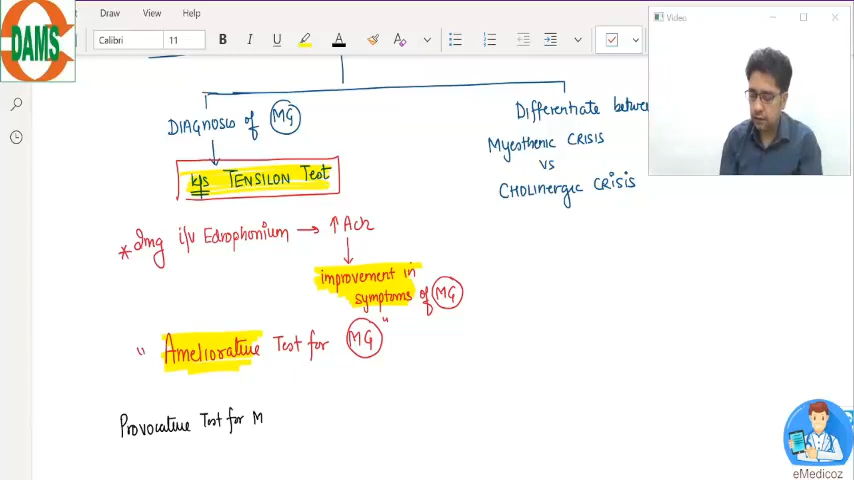 DAMS
Draw View Help
Calibri 11 B I U A A
Video
DIAGNOSIS of MG
K/s TENSILON Test
* 2mg i/v Edrophonium → ↑ Ach
improvement in
symptoms of MG
" Ameliorative Test for MG "
Provocative Test for M
Differentiate between
Myesthenic CRISIS
VS
CHOLINERGIC CRISIS
eMedicoz